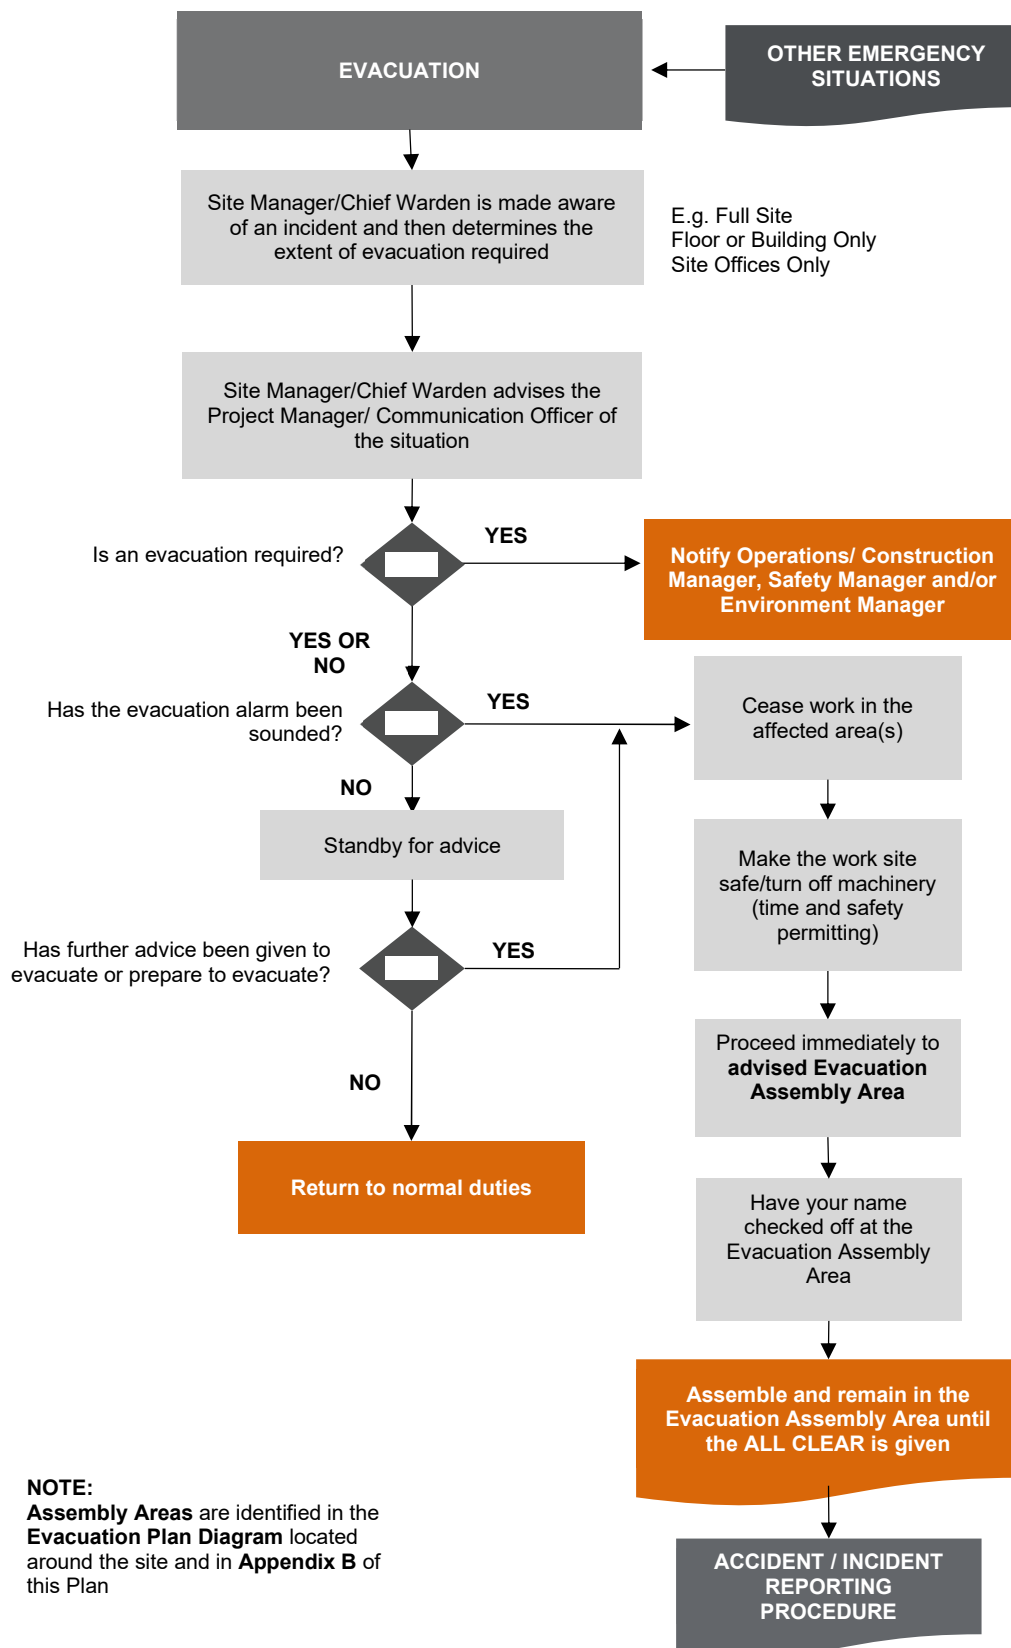 EVACUATION
OTHER EMERGENCY
SITUATIONS
Site Manager/Chief Warden is made aware
of an incident and then determines the
extent of evacuation required
E.g. Full Site
Floor or Building Only
Site Offices Only
Site Manager/Chief Warden advises the
Project Manager/ Communication Officer of
the situation
Is an evacuation required?
YES
Notify Operations/ Construction
Manager, Safety Manager and/or
Environment Manager
YES OR
NO
Has the evacuation alarm been
sounded?
YES
Cease work in the
affected area(s)
NO
Standby for advice
Make the work site
safe/turn off machinery
(time and safety
permitting)
Has further advice been given to
evacuate or prepare to evacuate?
YES
Proceed immediately to
advised Evacuation
Assembly Area
NO
Return to normal duties
Have your name
checked off at the
Evacuation Assembly
Area
Assemble and remain in the
Evacuation Assembly Area until
the ALL CLEAR is given
NOTE:
Assembly Areas are identified in the
Evacuation Plan Diagram located
around the site and in Appendix B of
this Plan
ACCIDENT / INCIDENT
REPORTING
PROCEDURE